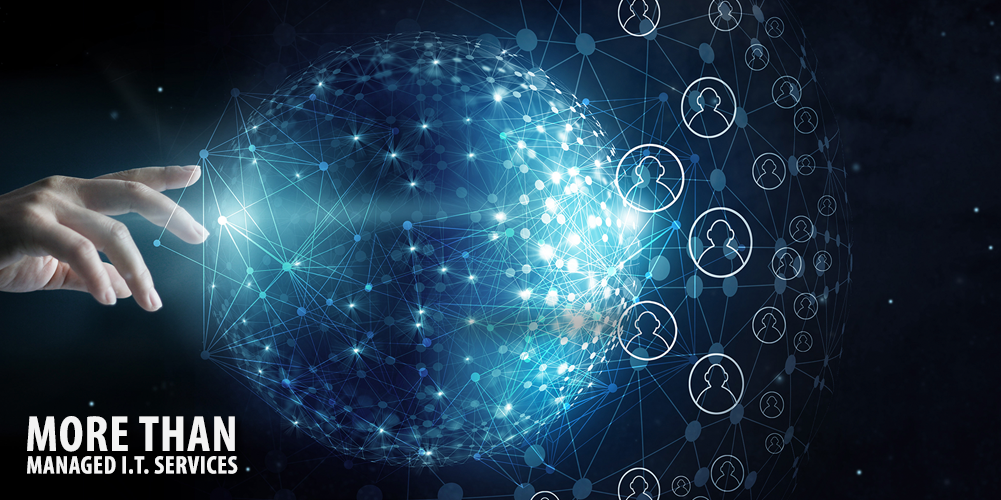 MORE THAN
MANAGED I.T. SERVICES